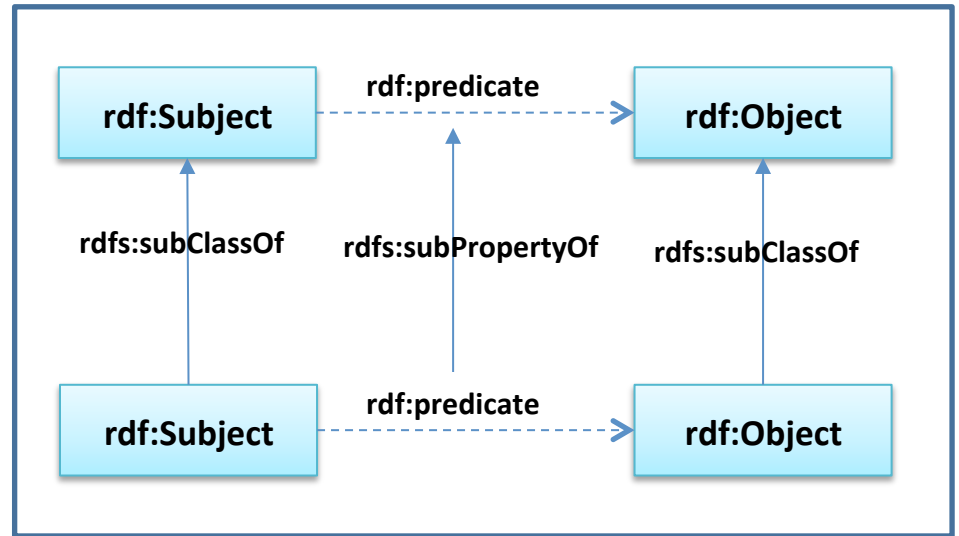 rdf:predicate
rdf:Subject
rdf:Object
rdfs:subClassOf
rdfs:subPropertyOf
rdfs:subClassOf
rdf:predicate
rdf:Subject
rdf:Object